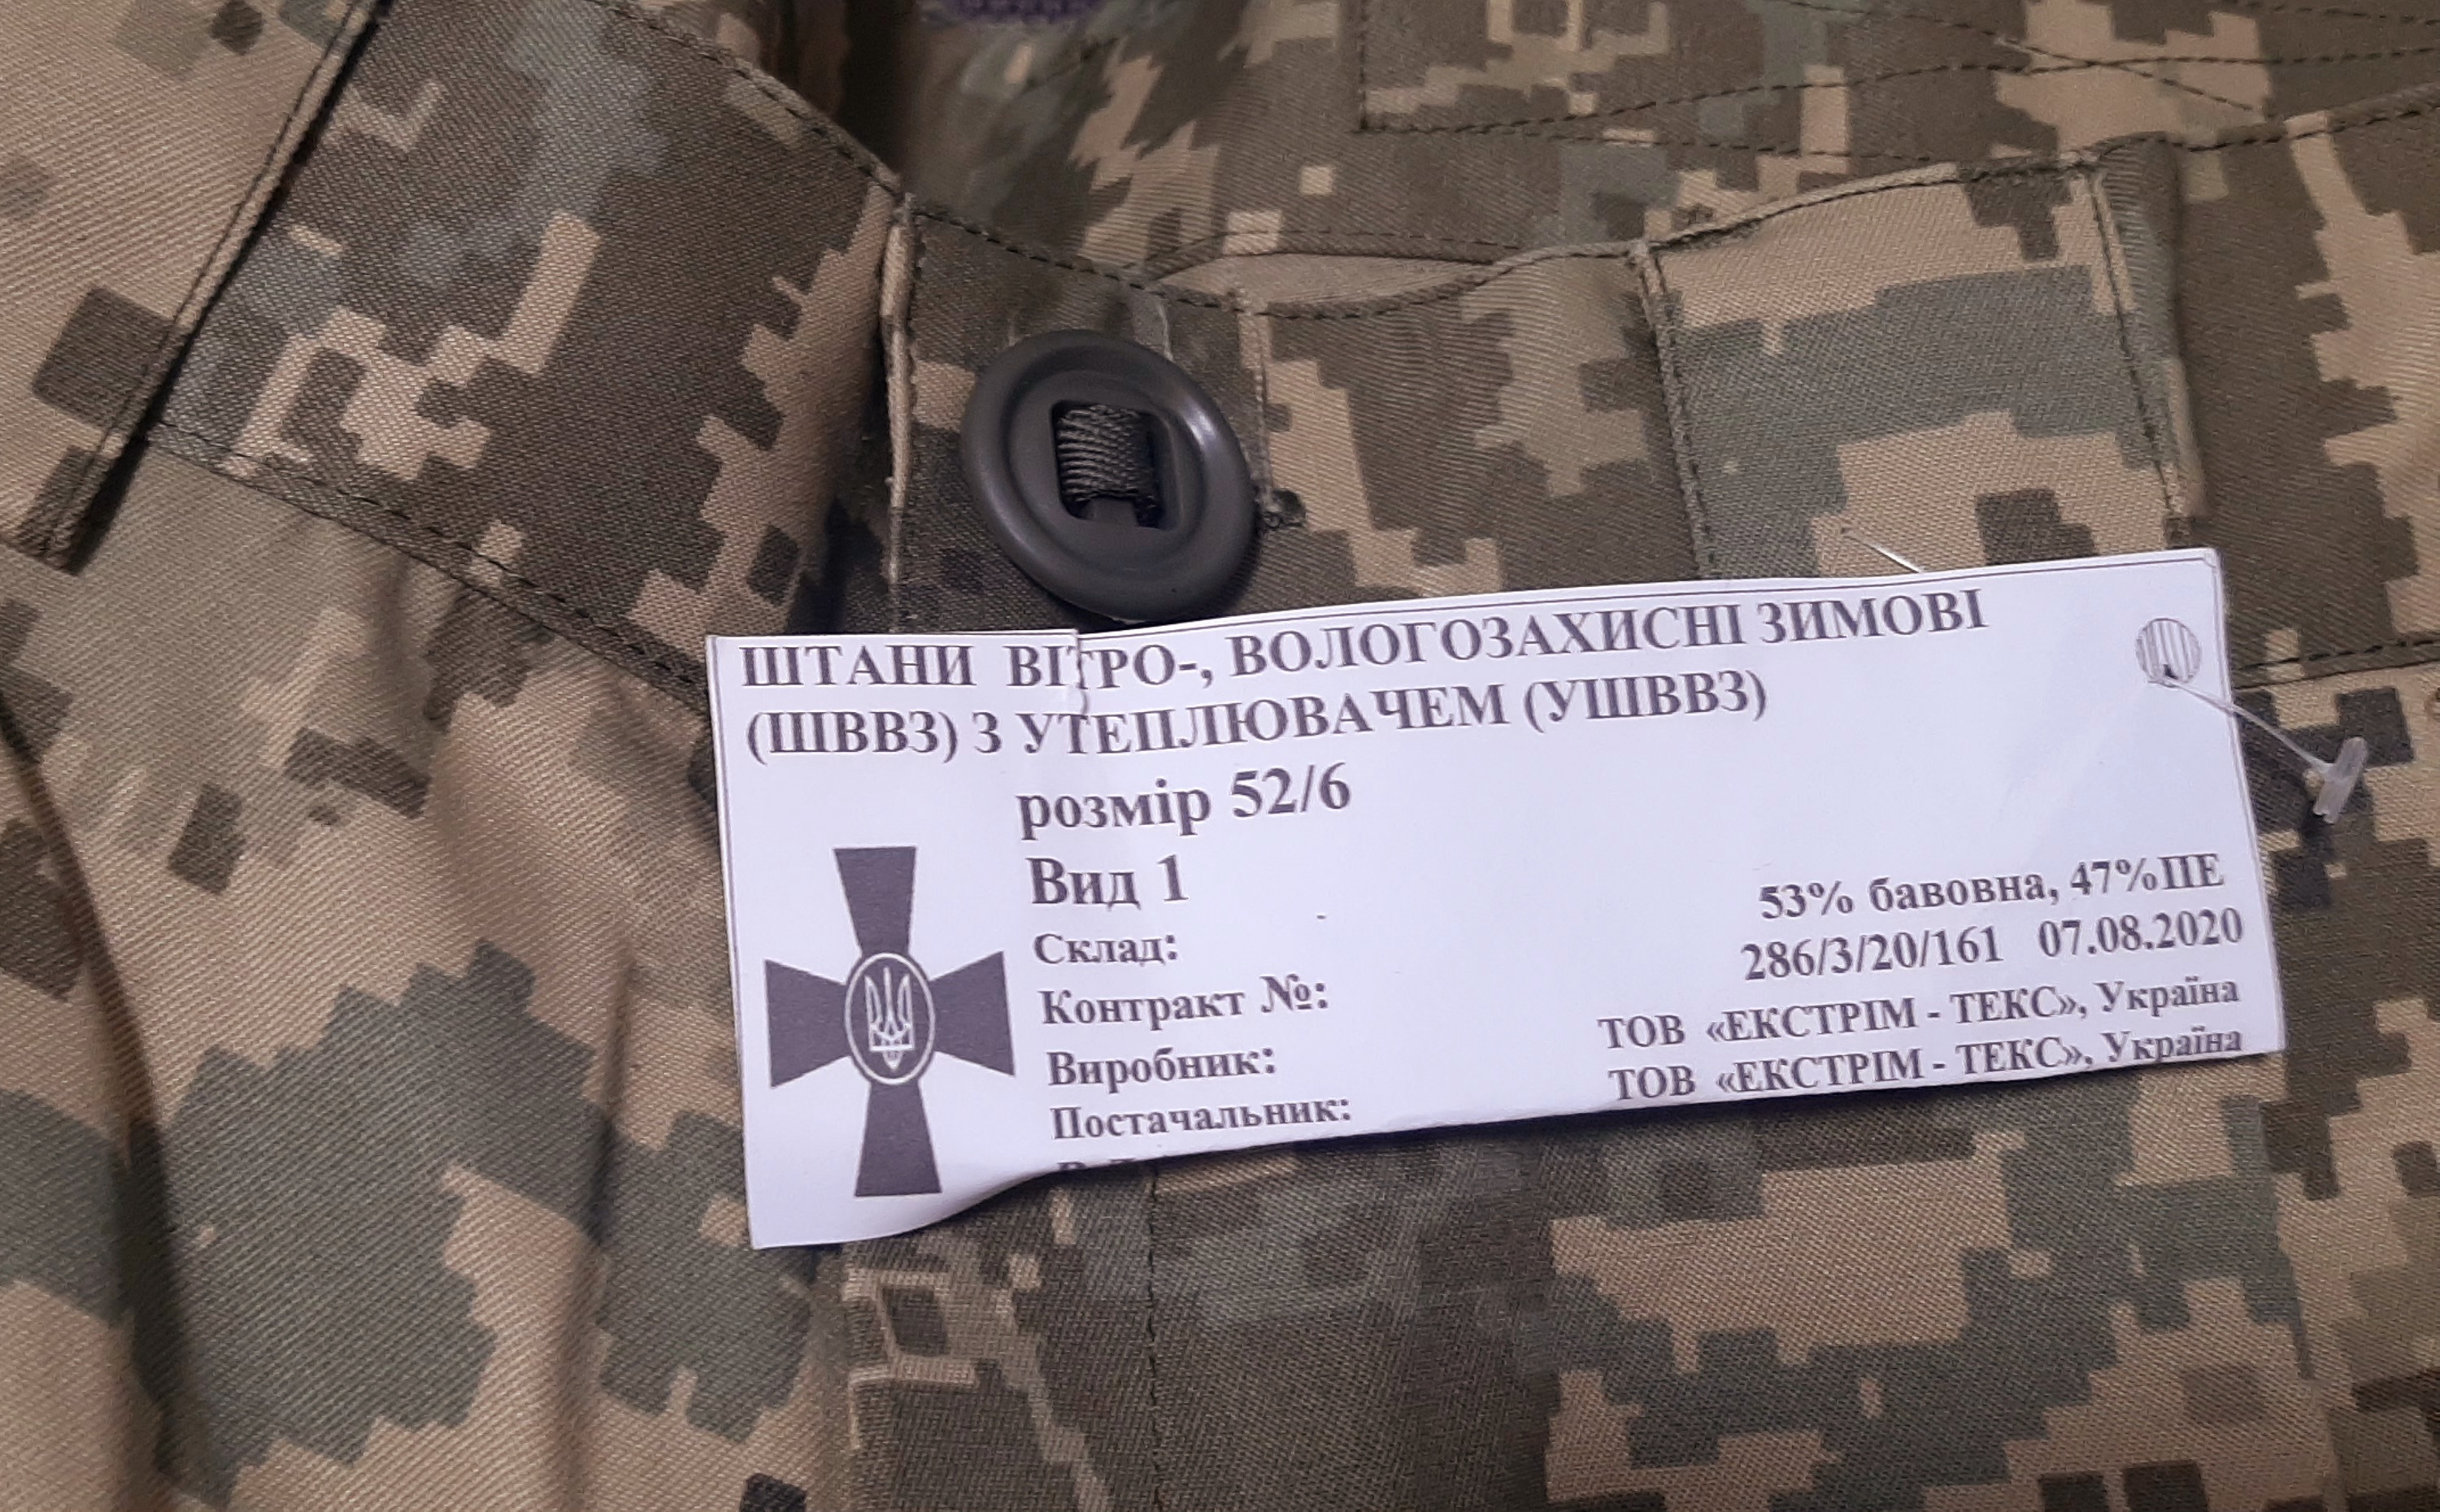 ШТАНИ ВІТРО-, ВОЛОГОЗАХИСНІ ЗИМОВІ
(ШВВЗ) З УТЕПЛЮВАЧЕМ (УШВВЗ)
розмір 52/6
Вид 1
Склад: 53% бавовна, 47%ПЕ
Контракт №: 286/3/20/161 07.08.2020
Виробник: ТОВ «ЕКСТРІМ - ТЕКС», Україна
Постачальник: ТОВ «ЕКСТРІМ - ТЕКС», Україна